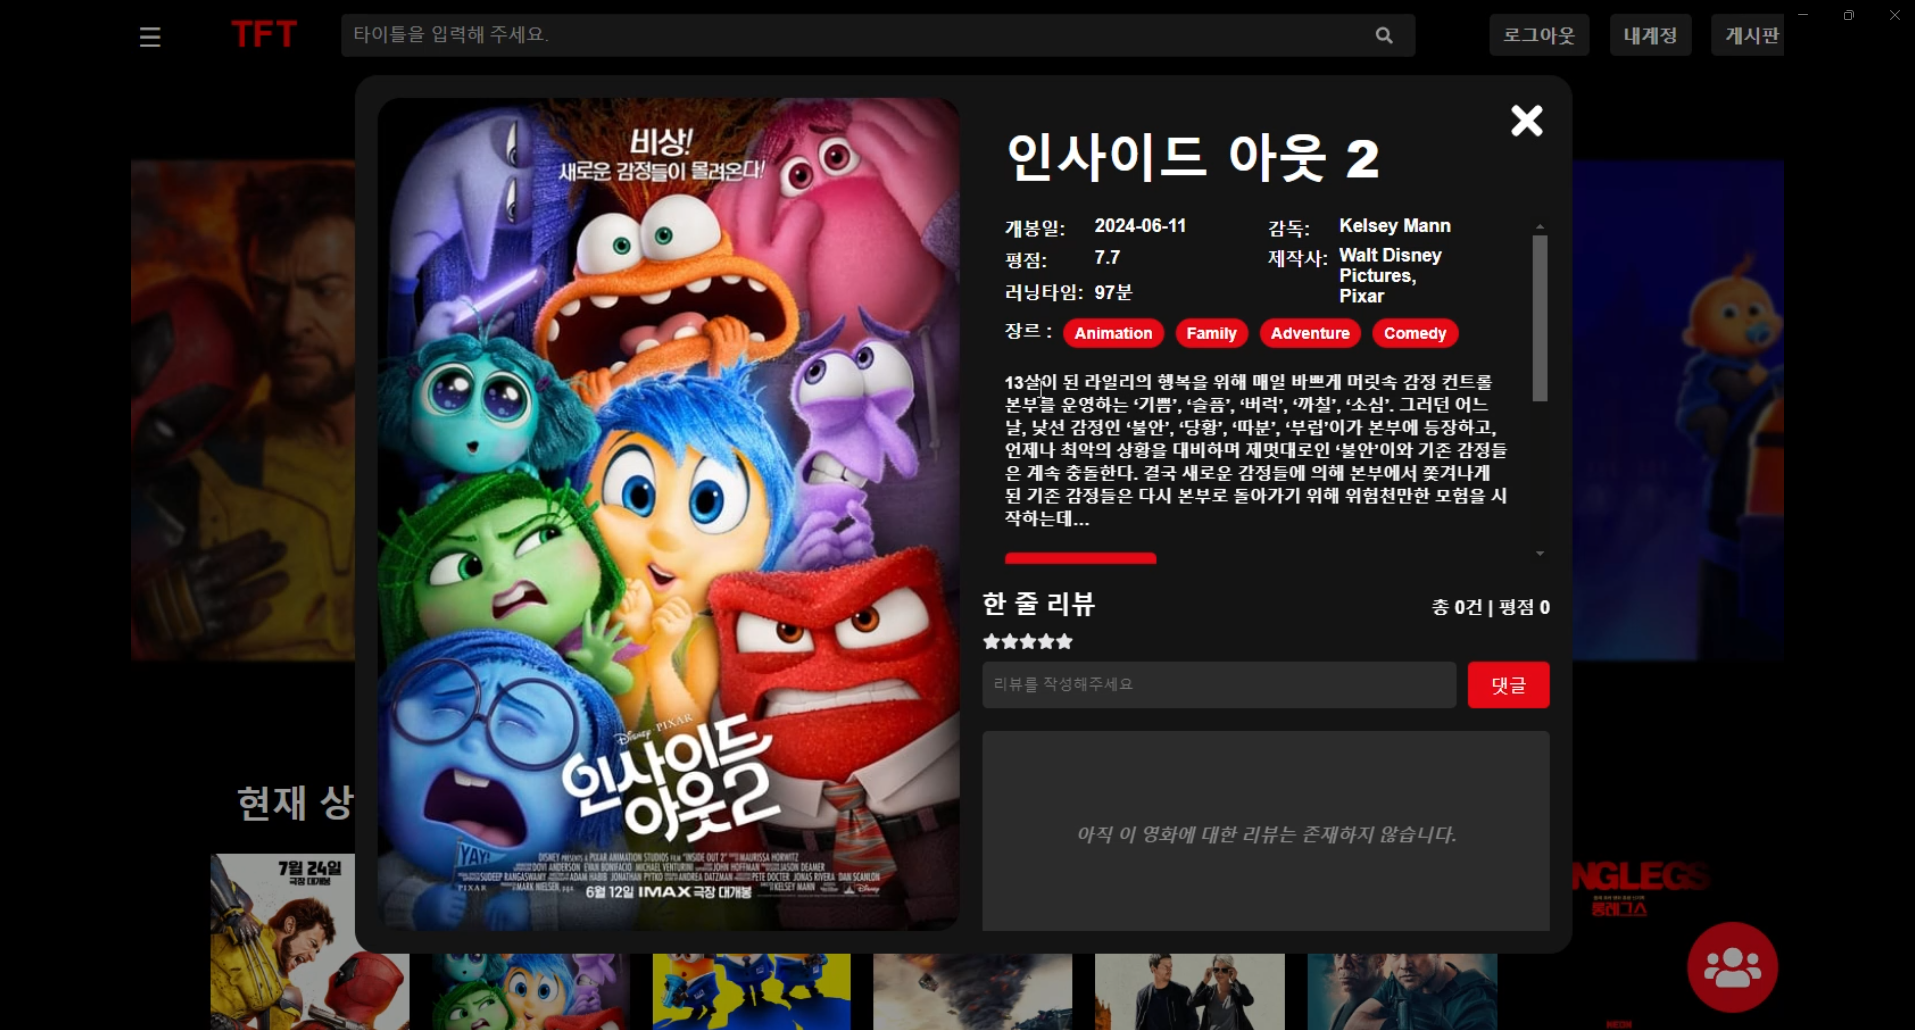 TFT
타이틀을 입력해 주세요.
로그아웃
내계정
게시판
비상!
새로운 감정들이 몰려온다!
DISNEY · PIXAR
인사이드
아웃2
6월 12일 IMAX 극장 대개봉
PIXAR
Disney
YAY!
인사이드 아웃 2
개봉일: 2024-06-11
감독: Kelsey Mann
평점: 7.7
제작사: Walt Disney
Pictures,
Pixar
러닝타임: 97분
장르 : Animation Family Adventure Comedy
13살이 된 라일리의 행복을 위해 매일 바쁘게 머릿속 감정 컨트롤
본부를 운영하는 ‘기쁨’, ‘슬픔’, ‘버럭’, ‘까칠’, ‘소심’. 그러던 어느
날, 낯선 감정인 ‘불안’, ‘당황’, ‘따분’, ‘부럽’이가 본부에 등장하고,
언제나 최악의 상황을 대비하며 제멋대로인 ‘불안’이와 기존 감정들
은 계속 충돌한다. 결국 새로운 감정들에 의해 본부에서 쫓겨나게
된 기존 감정들은 다시 본부로 돌아가기 위해 위험천만한 모험을 시
작하는데…
한 줄 리뷰
총 0건 | 평점 0
리뷰를 작성해주세요
댓글
아직 이 영화에 대한 리뷰는 존재하지 않습니다.
현재 상
7월 24일
극장 대개봉
NGLEGS
롱레그스
NEON